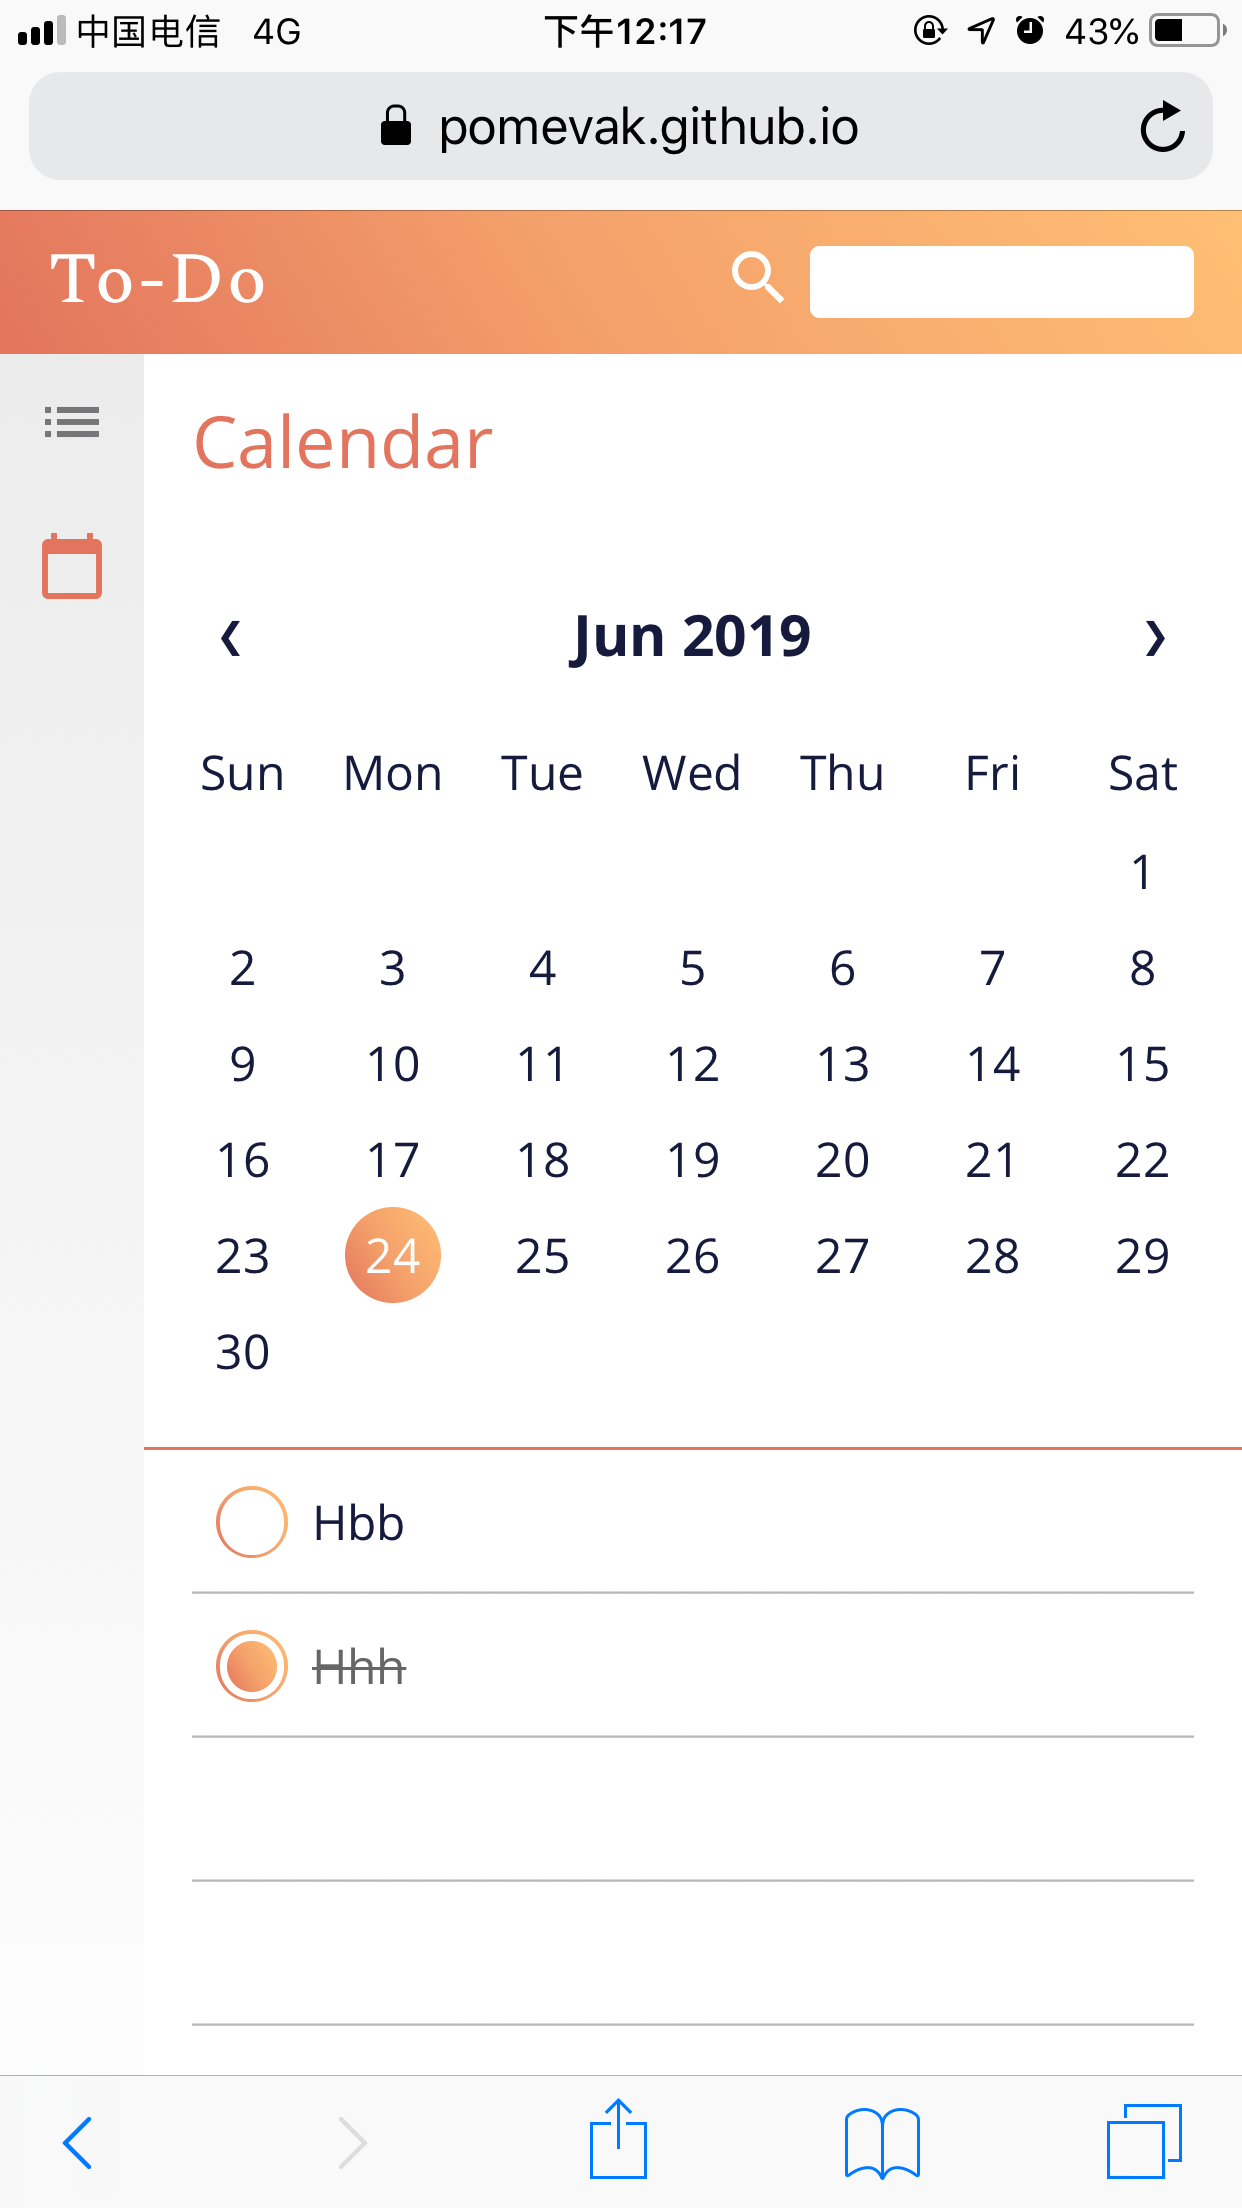 中国电信 4G 下午12:17 43%
pomevak.github.io
To-Do
Calendar
❮ Jun 2019 ❯
Sun Mon Tue Wed Thu Fri Sat
1
2 3 4 5 6 7 8
9 10 11 12 13 14 15
16 17 18 19 20 21 22
23 24 25 26 27 28 29
30
Hbb
Hhh